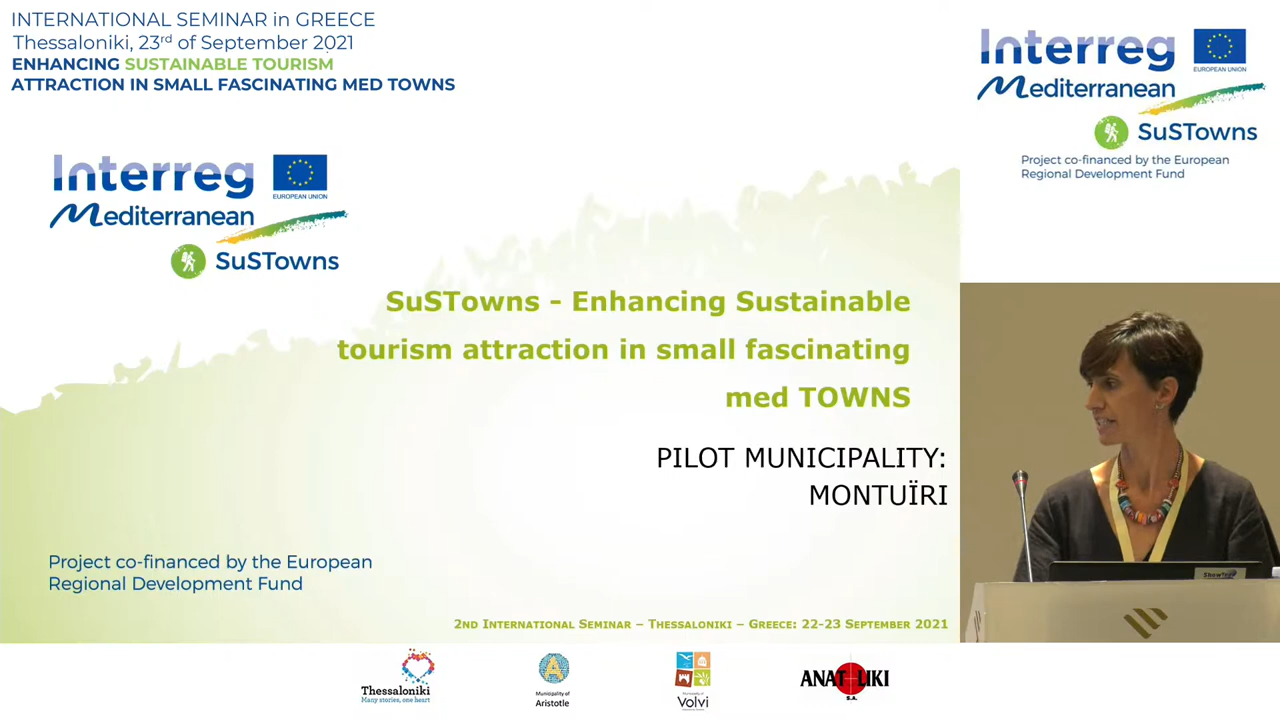 INTERNATIONAL SEMINAR in GREECE
Thessaloniki, 23rd of September 2021
ENHANCING SUSTAINABLE TOURISM
ATTRACTION IN SMALL FASCINATING MED TOWNS
Interreg
EUROPEAN UNION
Mediterranean
SuSTowns
Project co-financed by the European
Regional Development Fund
Interreg
EUROPEAN UNION
Mediterranean
SuSTowns
SuSTowns - Enhancing Sustainable
tourism attraction in small fascinating
med TOWNS
PILOT MUNICIPALITY:
MONTUÏRI
Project co-financed by the European
Regional Development Fund
2ND INTERNATIONAL SEMINAR – THESSALONIKI – GREECE: 22-23 SEPTEMBER 2021
Thessaloniki
Many stories, one heart
Municipality of
Aristotle
Municipality of
Volvi
ANATOLIKI
S.A.